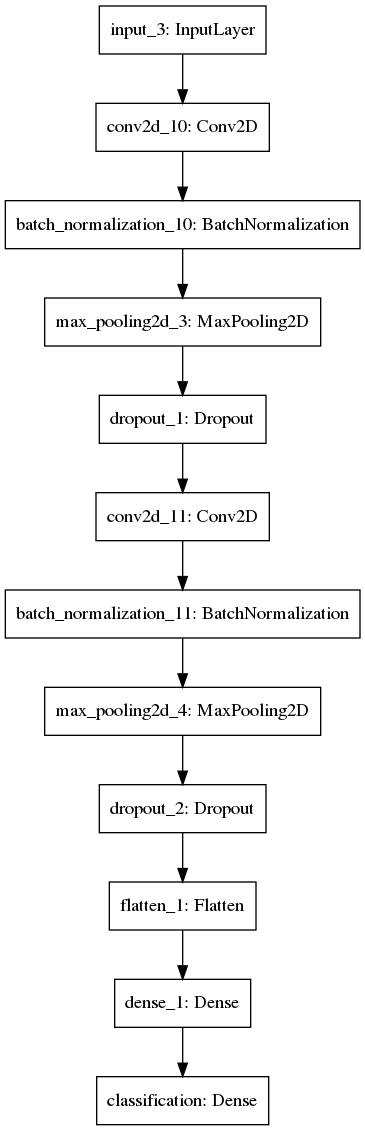 input_3: InputLayer
conv2d_10: Conv2D
batch_normalization_10: BatchNormalization
max_pooling2d_3: MaxPooling2D
dropout_1: Dropout
conv2d_11: Conv2D
batch_normalization_11: BatchNormalization
max_pooling2d_4: MaxPooling2D
dropout_2: Dropout
flatten_1: Flatten
dense_1: Dense
classification: Dense